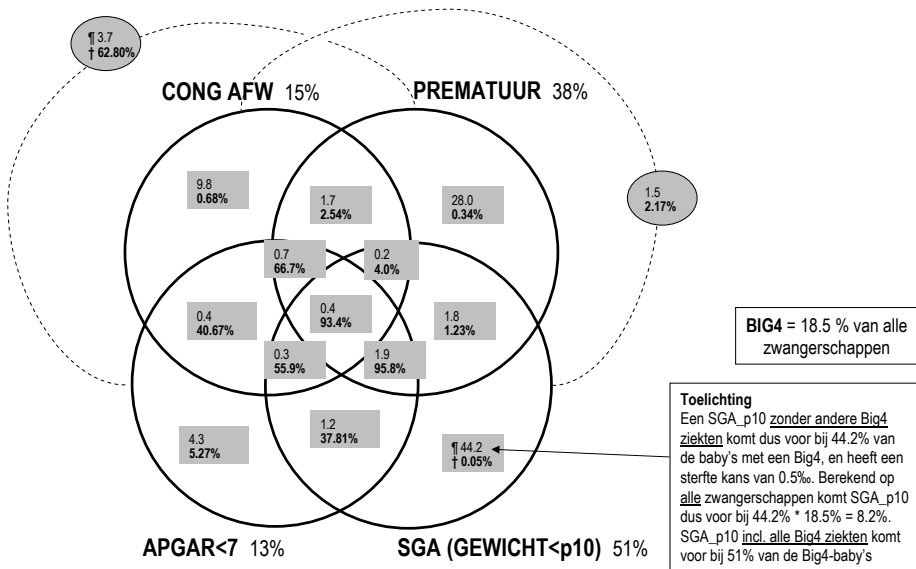 ¶ 3.7
† 62.80%
CONG AFW 15%
PREMATUUR 38%
9.8
0.68%
1.7
2.54%
28.0
0.34%
1.5
2.17%
0.7
66.7%
0.2
4.0%
0.4
40.67%
0.4
93.4%
1.8
1.23%
0.3
55.9%
1.9
95.8%
4.3
5.27%
1.2
37.81%
¶ 44.2
† 0.05%
APGAR<7 13%
SGA (GEWICHT<p10) 51%
BIG4 = 18.5 % van alle
zwangerschappen
Toelichting
Een SGA_p10 zonder andere Big4
ziekten komt dus voor bij 44.2% van
de baby's met een Big4, en heeft een
sterfte kans van 0.5‰. Berekend op
alle zwangerschappen komt SGA_p10
dus voor bij 44.2% * 18.5% = 8.2%.
SGA_p10 incl. alle Big4 ziekten komt
voor bij 51% van de Big4-baby's